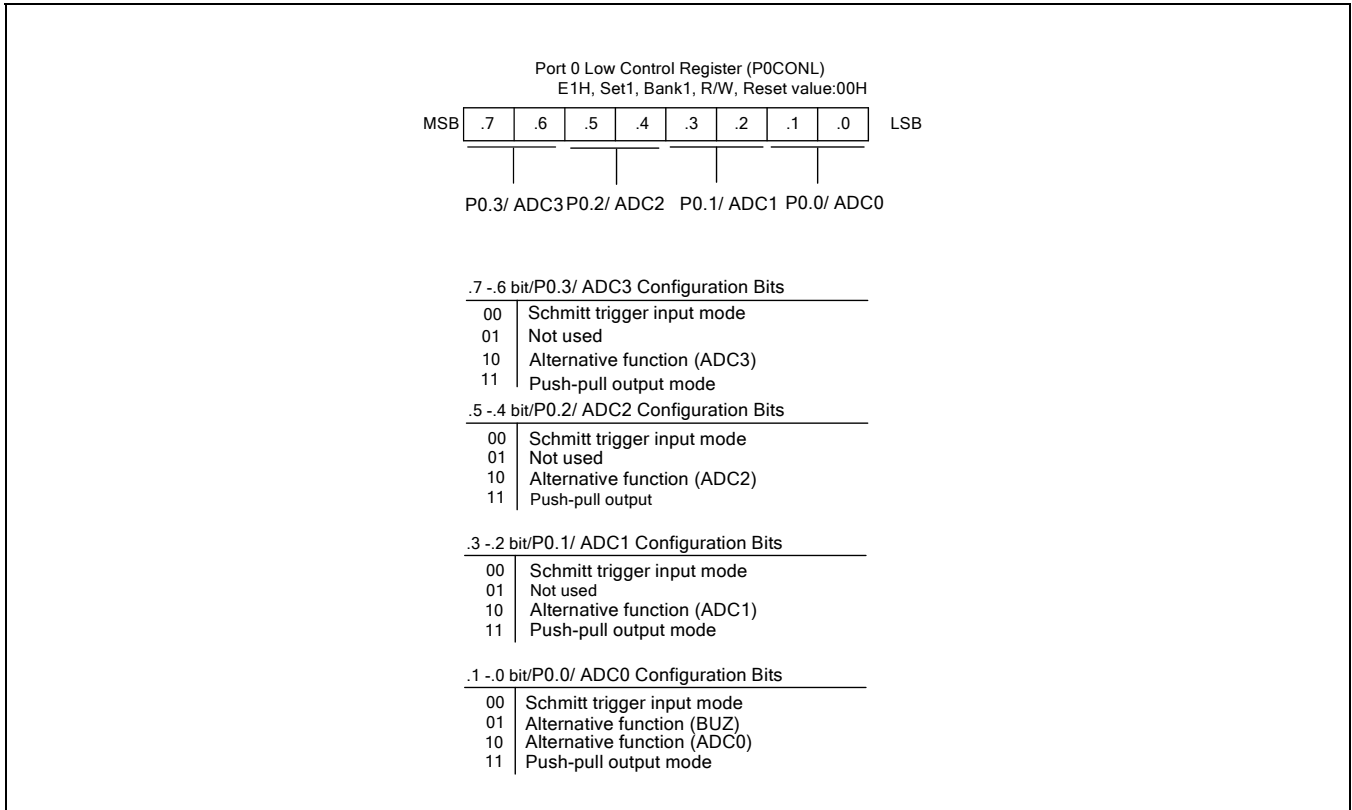 Port 0 Low Control Register (P0CONL)
E1H, Set1, Bank1, R/W, Reset value:00H
MSB .7 .6 .5 .4 .3 .2 .1 .0 LSB
P0.3/ ADC3 P0.2/ ADC2 P0.1/ ADC1 P0.0/ ADC0
.7 -.6 bit/P0.3/ ADC3 Configuration Bits
00 Schmitt trigger input mode
01 Not used
10 Alternative function (ADC3)
11 Push-pull output mode
.5 -.4 bit/P0.2/ ADC2 Configuration Bits
00 Schmitt trigger input mode
01 Not used
10 Alternative function (ADC2)
11 Push-pull output
.3 -.2 bit/P0.1/ ADC1 Configuration Bits
00 Schmitt trigger input mode
01 Not used
10 Alternative function (ADC1)
11 Push-pull output mode
.1 -.0 bit/P0.0/ ADC0 Configuration Bits
00 Schmitt trigger input mode
01 Alternative function (BUZ)
10 Alternative function (ADC0)
11 Push-pull output mode